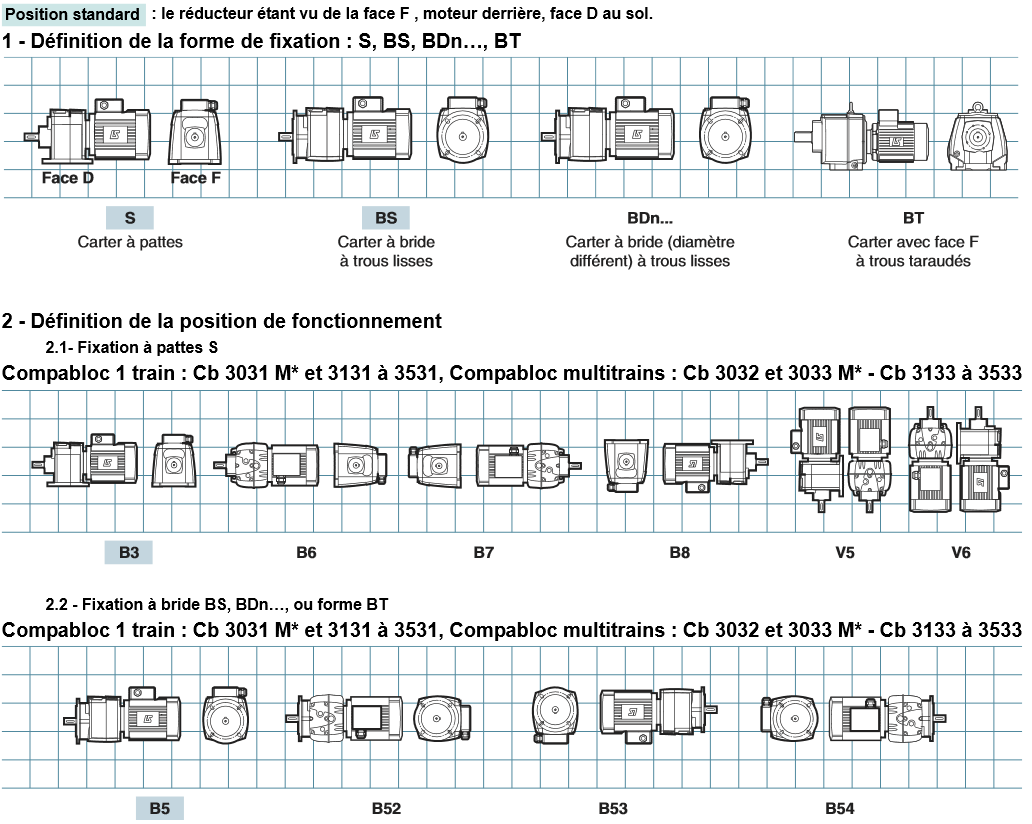 Position standard : le réducteur étant vu de la face F , moteur derrière, face D au sol.
1 - Définition de la forme de fixation : S, BS, BDn…, BT
Face D Face F
S BS BDn... BT
Carter à pattes Carter à bride Carter à bride (diamètre Carter avec face F
à trous lisses différent) à trous lisses à trous taraudés
2 - Définition de la position de fonctionnement
2.1- Fixation à pattes S
Compabloc 1 train : Cb 3031 M* et 3131 à 3531, Compabloc multitrains : Cb 3032 et 3033 M* - Cb 3133 à 3533
B3 B6 B7 B8 V5 V6
2.2 - Fixation à bride BS, BDn…, ou forme BT
Compabloc 1 train : Cb 3031 M* et 3131 à 3531, Compabloc multitrains : Cb 3032 et 3033 M* - Cb 3133 à 3533
B5 B52 B53 B54